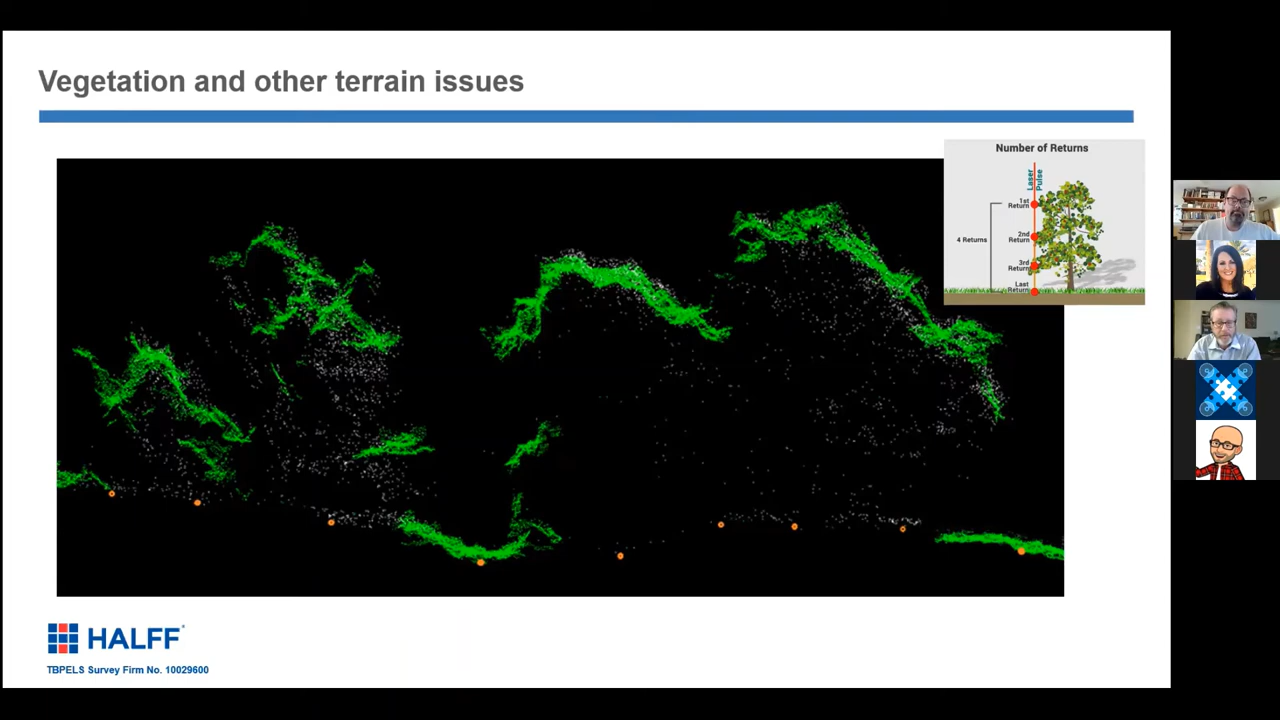 Vegetation and other terrain issues
Number of Returns
Laser
Pulse
1st
Return
2nd
Return
4 Returns
3rd
Return
Last
Return
HALFF
TBPELS Survey Firm No. 10029600